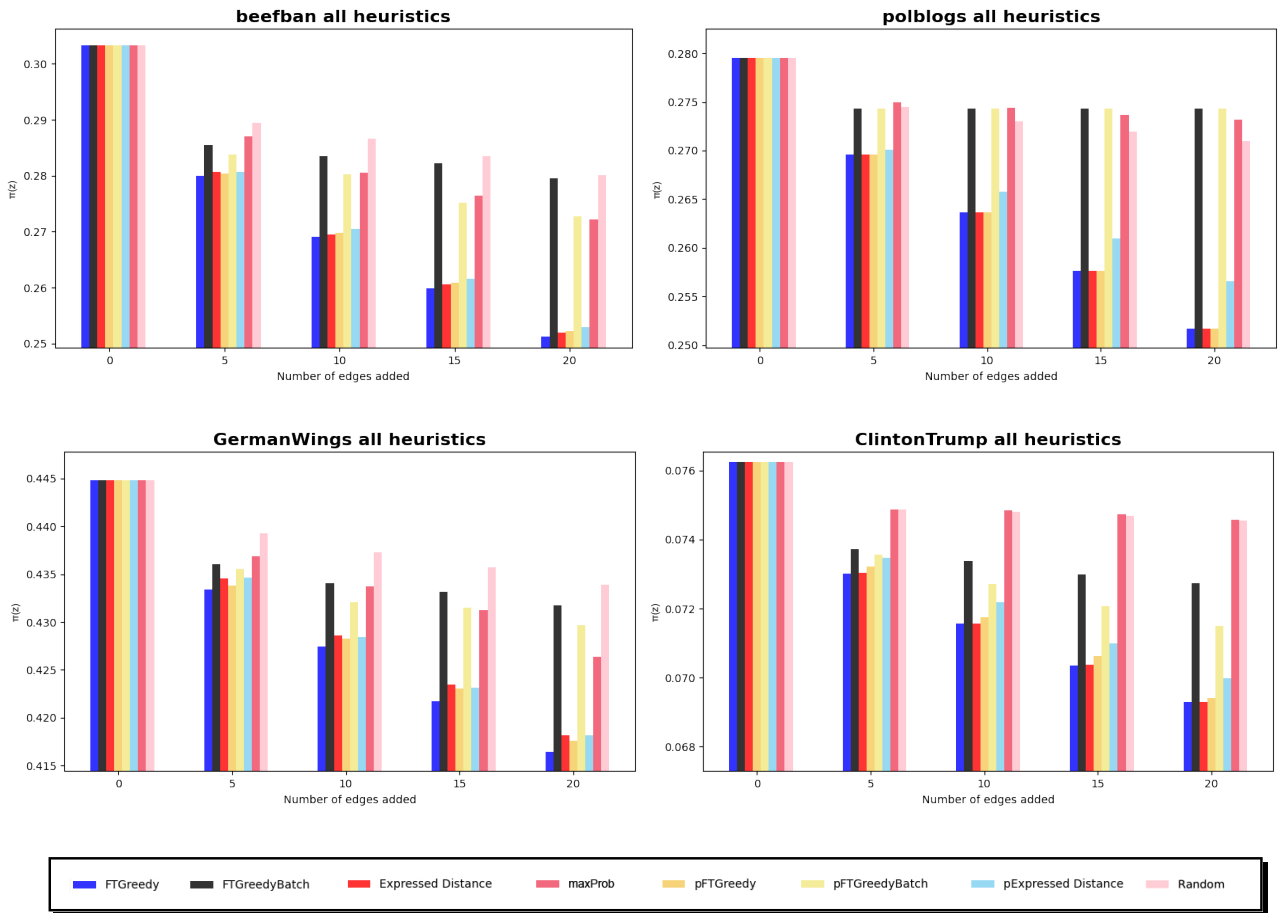 beefban all heuristics
π(z)
0.30
0.29
0.28
0.27
0.26
0.25
0 5 10 15 20
Number of edges added
polblogs all heuristics
π(z)
0.280
0.275
0.270
0.265
0.260
0.255
0.250
0 5 10 15 20
Number of edges added
GermanWings all heuristics
π(z)
0.445
0.440
0.435
0.430
0.425
0.420
0.415
0 5 10 15 20
Number of edges added
ClintonTrump all heuristics
π(z)
0.076
0.074
0.072
0.070
0.068
0 5 10 15 20
Number of edges added
FTGreedy FTGreedyBatch Expressed Distance maxProb pFTGreedy pFTGreedyBatch pExpressed Distance Random